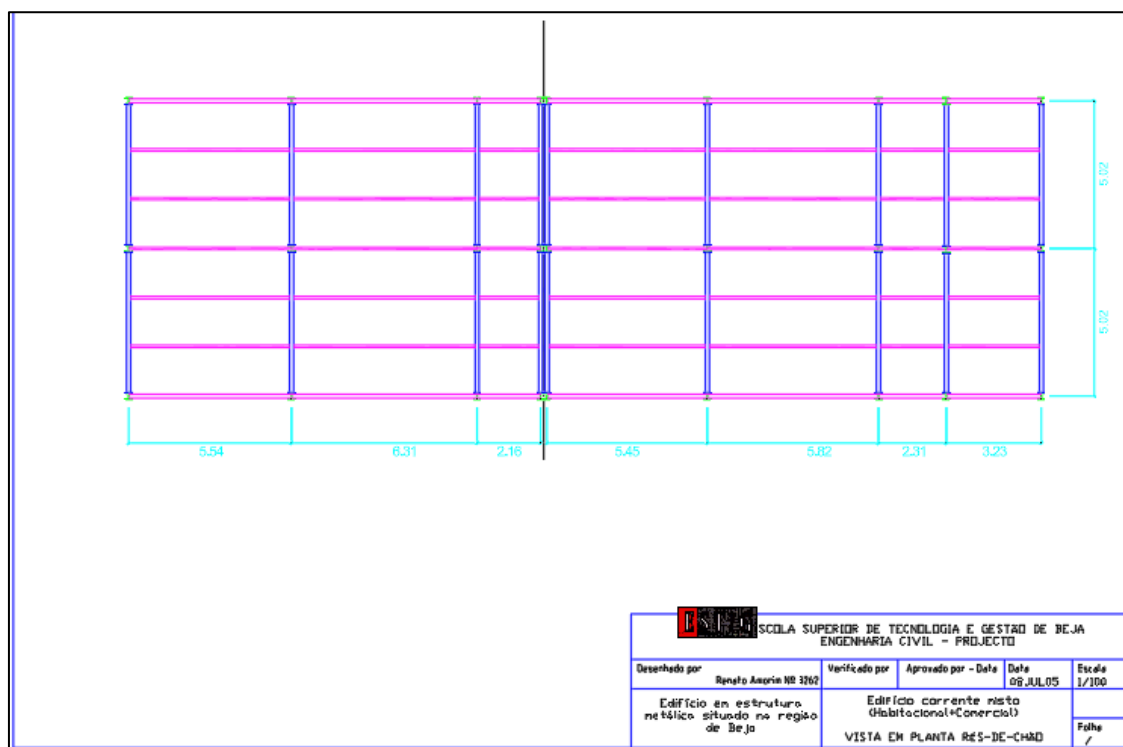 5.02
5.02
5.54 6.31 2.16 5.45 5.82 2.31 3.23
SCOLA SUPERIOR DE TECNOLOGIA E GESTÃO DE BEJA
ENGENHARIA CIVIL - PROJECTO
Desenhado por
Renato Amorim Nº 3262
Verificado por
Aprovado por - Data
Data
08JUL05
Escala
1/100
Edifício em estrutura
metálica situado na região
de Beja
Edifício corrente misto
(Habitacional+Comercial)
VISTA EM PLANTA RÉS-DE-CHÃO
Folha
/